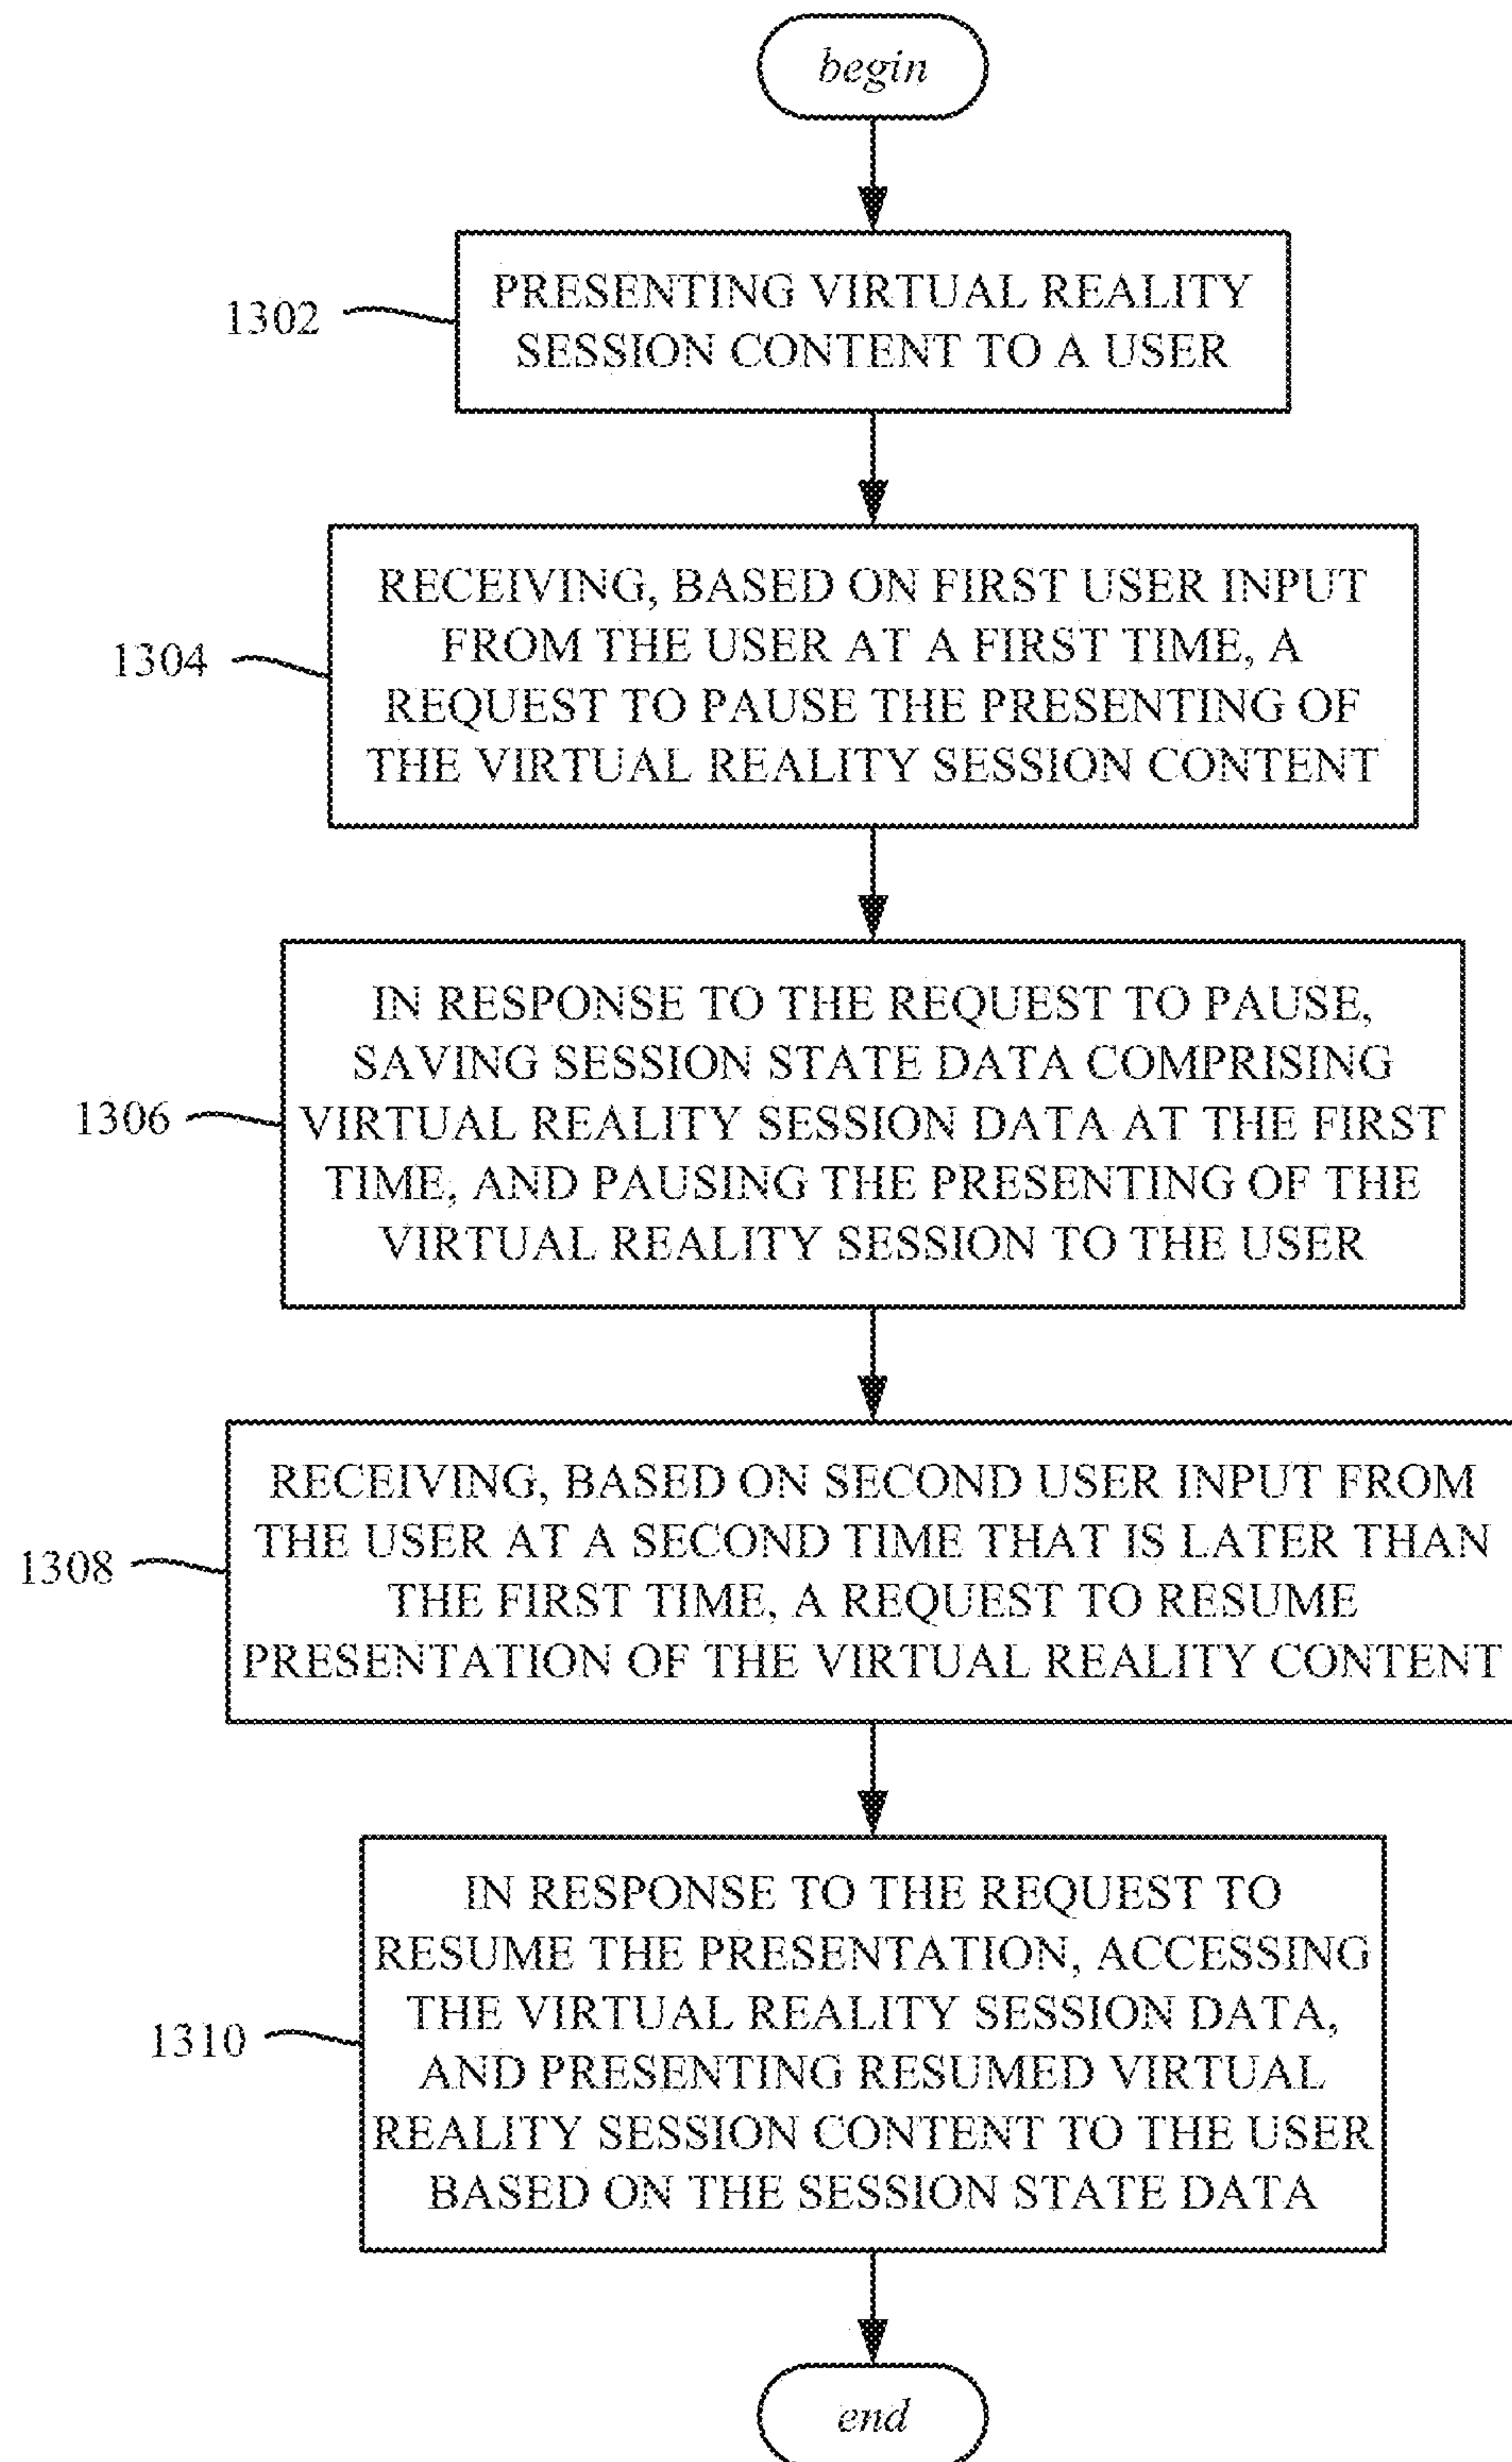 begin
1302
PRESENTING VIRTUAL REALITY
SESSION CONTENT TO A USER
1304
RECEIVING, BASED ON FIRST USER INPUT
FROM THE USER AT A FIRST TIME, A
REQUEST TO PAUSE THE PRESENTING OF
THE VIRTUAL REALITY SESSION CONTENT
1306
IN RESPONSE TO THE REQUEST TO PAUSE,
SAVING SESSION STATE DATA COMPRISING
VIRTUAL REALITY SESSION DATA AT THE FIRST
TIME, AND PAUSING THE PRESENTING OF THE
VIRTUAL REALITY SESSION TO THE USER
1308
RECEIVING, BASED ON SECOND USER INPUT FROM
THE USER AT A SECOND TIME THAT IS LATER THAN
THE FIRST TIME, A REQUEST TO RESUME
PRESENTATION OF THE VIRTUAL REALITY CONTENT
1310
IN RESPONSE TO THE REQUEST TO
RESUME THE PRESENTATION, ACCESSING
THE VIRTUAL REALITY SESSION DATA,
AND PRESENTING RESUMED VIRTUAL
REALITY SESSION CONTENT TO THE USER
BASED ON THE SESSION STATE DATA
end